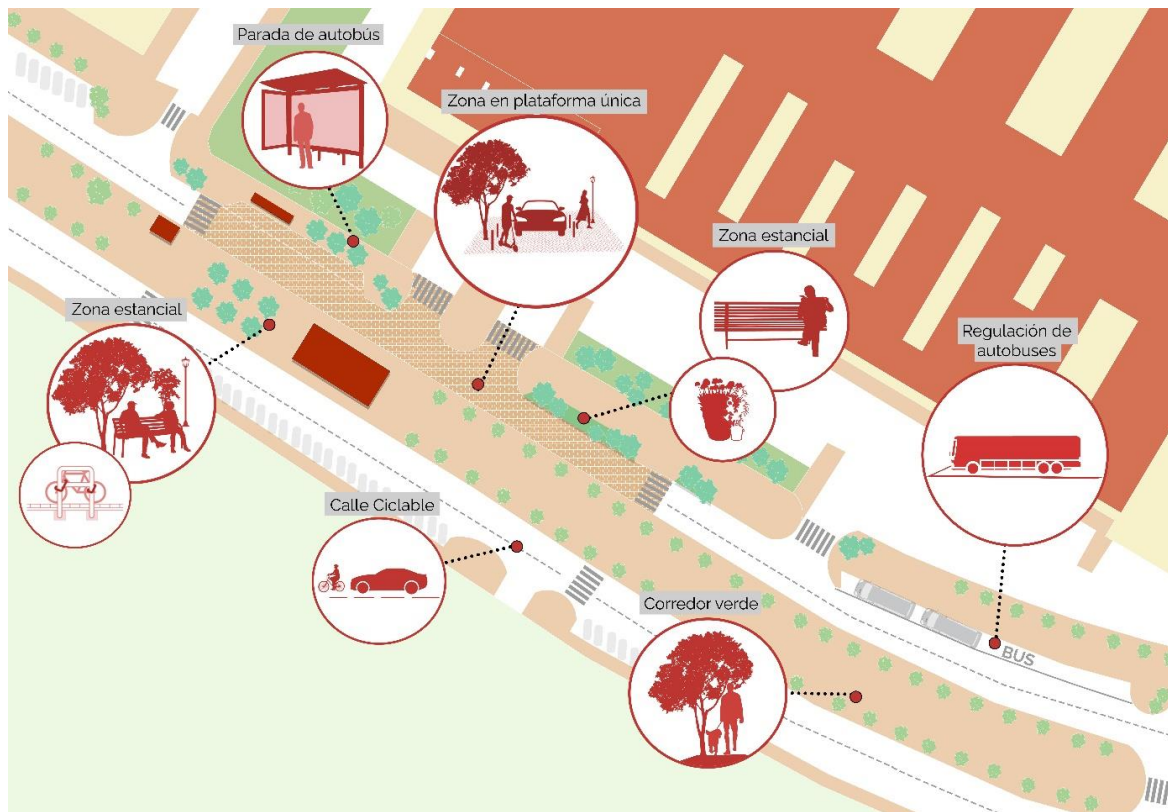 Parada de autobús
Zona en plataforma única
Zona estancial
Zona estancial
Regulación de
autobuses
Calle Ciclable
Corredor verde
BUS